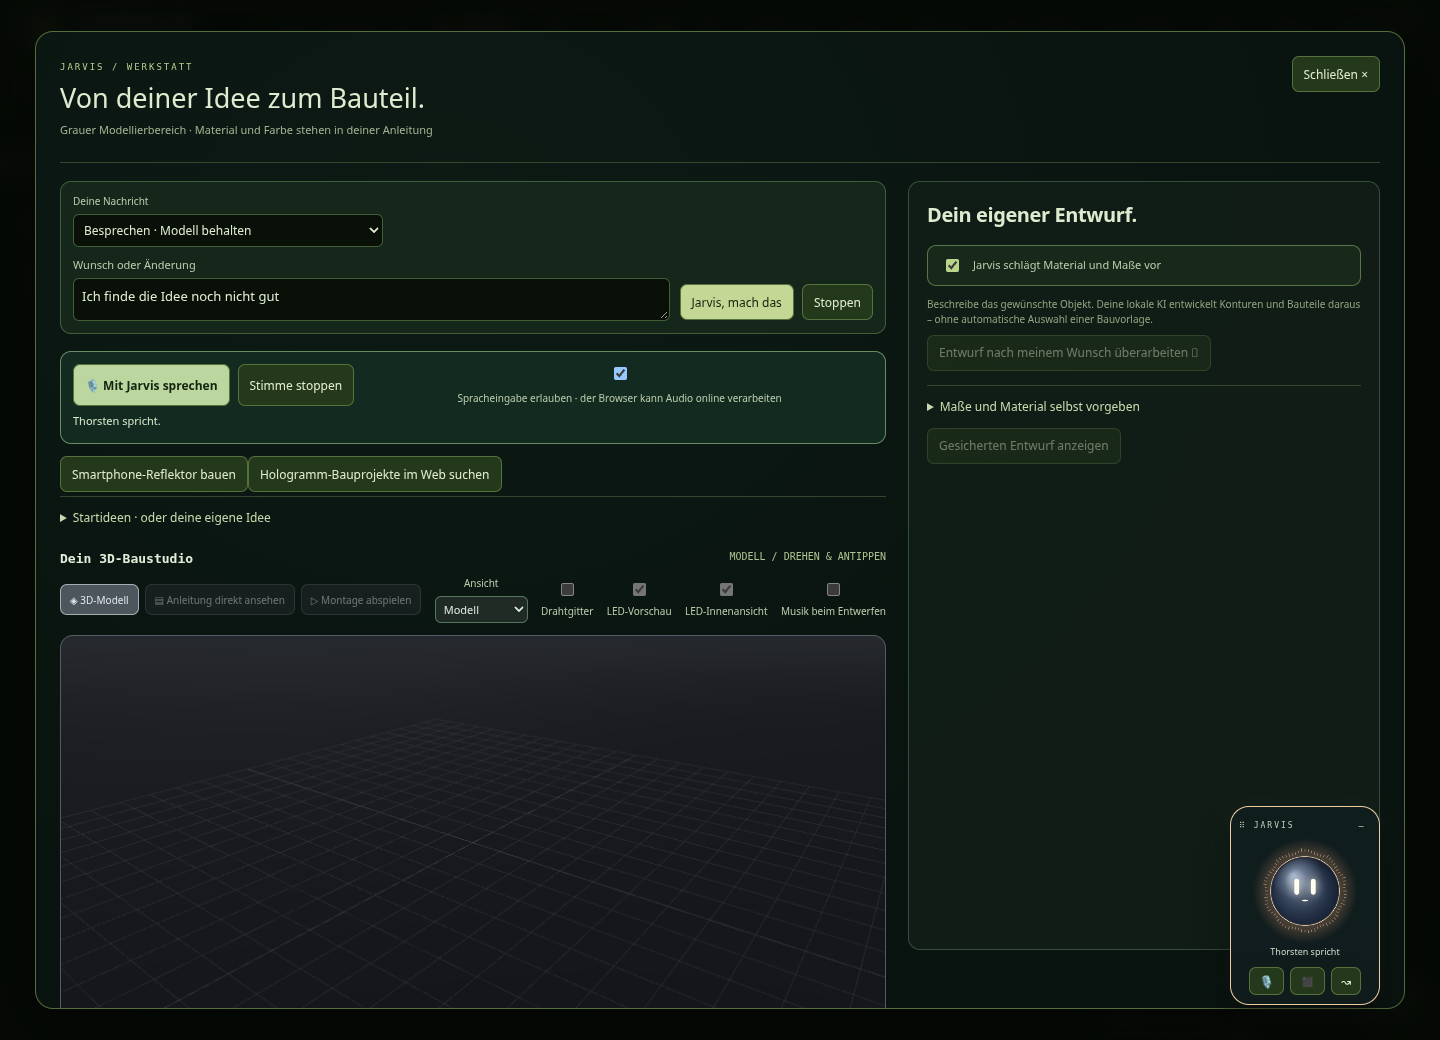 JARVIS / WERKSTATT
Von deiner Idee zum Bauteil.
Grauer Modellierbereich · Material und Farbe stehen in deiner Anleitung
Schließen ×
Deine Nachricht
Besprechen · Modell behalten
Wunsch oder Änderung
Ich finde die Idee noch nicht gut
Jarvis, mach das
Stoppen
Mit Jarvis sprechen
Stimme stoppen
Spracheingabe erlauben · der Browser kann Audio online verarbeiten
Thorsten spricht.
Smartphone-Reflektor bauen
Hologramm-Bauprojekte im Web suchen
Startideen · oder deine eigene Idee
Dein 3D-Baustudio
MODELL / DREHEN & ANTIPPEN
◈ 3D-Modell
▤ Anleitung direkt ansehen
▷ Montage abspielen
Ansicht
Modell
Drahtgitter
LED-Vorschau
LED-Innenansicht
Musik beim Entwerfen
Dein eigener Entwurf.
Jarvis schlägt Material und Maße vor
Beschreibe das gewünschte Objekt. Deine lokale KI entwickelt Konturen und Bauteile daraus
– ohne automatische Auswahl einer Bauvorlage.
Entwurf nach meinem Wunsch überarbeiten
Maße und Material selbst vorgeben
Gesicherten Entwurf anzeigen
JARVIS
–
Thorsten spricht